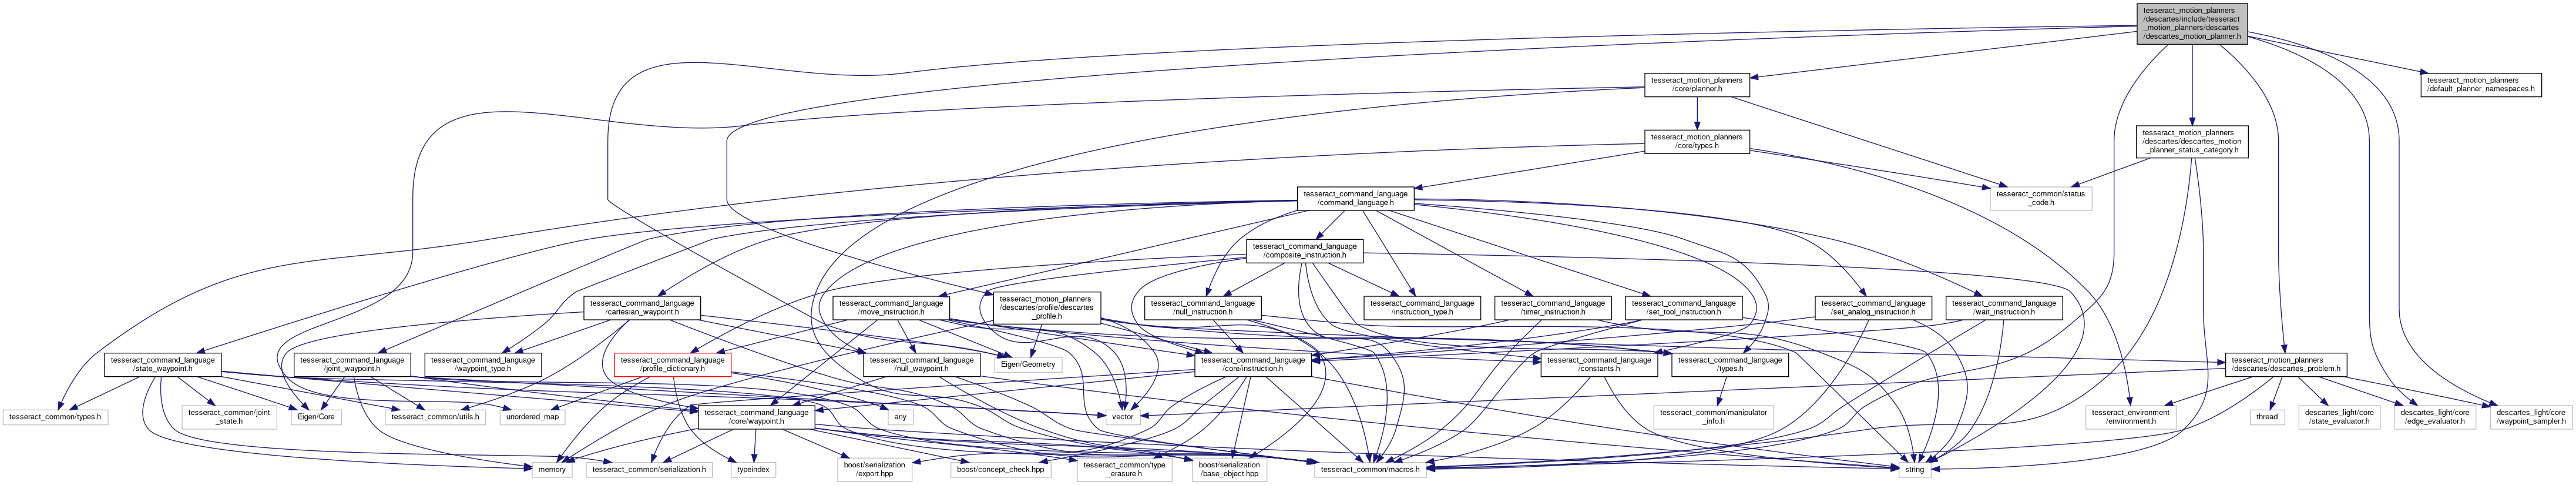 tesseract_motion_planners
/descartes/include/tesseract
_motion_planners/descartes
/descartes_motion_planner.h
tesseract_motion_planners
/core/planner.h
tesseract_motion_planners
/default_planner_namespaces.h
tesseract_motion_planners
/core/types.h
tesseract_motion_planners
/descartes/descartes_motion
_planner_status_category.h
tesseract_command_language
/command_language.h
tesseract_common/status
_code.h
tesseract_command_language
/composite_instruction.h
tesseract_command_language
/cartesian_waypoint.h
tesseract_command_language
/move_instruction.h
tesseract_motion_planners
/descartes/profile/descartes
_profile.h
tesseract_command_language
/null_instruction.h
tesseract_command_language
/instruction_type.h
tesseract_command_language
/timer_instruction.h
tesseract_command_language
/set_tool_instruction.h
tesseract_command_language
/set_analog_instruction.h
tesseract_command_language
/wait_instruction.h
tesseract_command_language
/state_waypoint.h
tesseract_command_language
/joint_waypoint.h
tesseract_command_language
/waypoint_type.h
tesseract_command_language
/profile_dictionary.h
tesseract_command_language
/null_waypoint.h
Eigen/Geometry
tesseract_command_language
/core/instruction.h
tesseract_command_language
/constants.h
tesseract_command_language
/types.h
tesseract_motion_planners
/descartes/descartes_problem.h
tesseract_common/types.h
tesseract_common/joint
_state.h
Eigen/Core
tesseract_common/utils.h
unordered_map
tesseract_command_language
/core/waypoint.h
any
vector
tesseract_common/manipulator
_info.h
tesseract_environment
/environment.h
thread
descartes_light/core
/state_evaluator.h
descartes_light/core
/edge_evaluator.h
descartes_light/core
/waypoint_sampler.h
memory
tesseract_common/serialization.h
typeindex
boost/serialization
/export.hpp
boost/concept_check.hpp
tesseract_common/type
_erasure.h
boost/serialization
/base_object.hpp
tesseract_common/macros.h
string